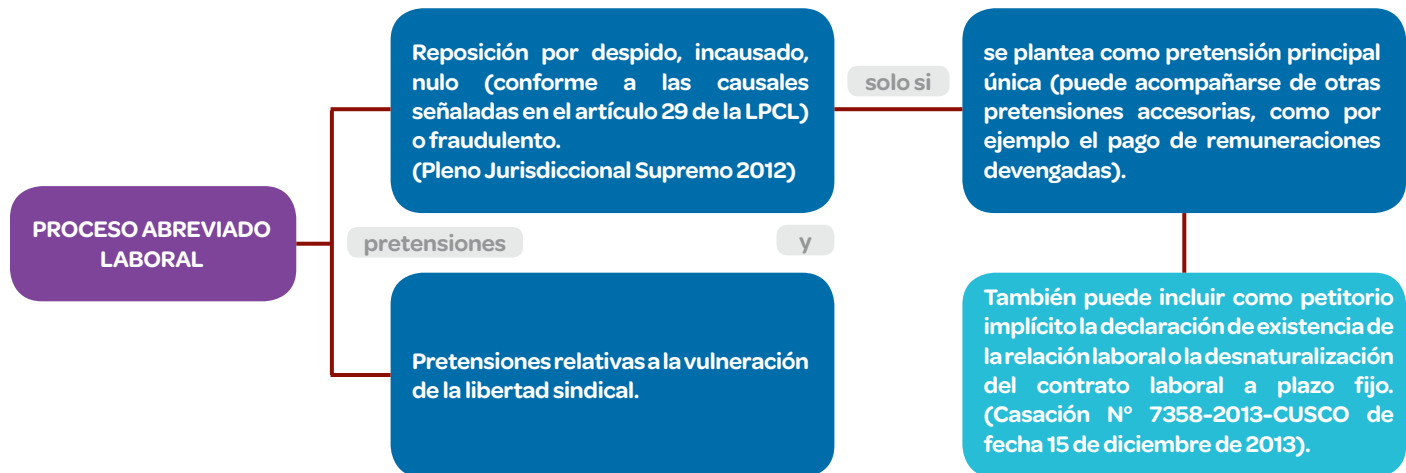 PROCESO ABREVIADO
LABORAL
pretensiones
Reposición por despido, incausado,
nulo (conforme a las causales
señaladas en el artículo 29 de la LPCL)
o fraudulento.
(Pleno Jurisdiccional Supremo 2012)
solo si
se plantea como pretensión principal
única (puede acompañarse de otras
pretensiones accesorias, como por
ejemplo el pago de remuneraciones
devengadas).
y
Pretensiones relativas a la vulneración
de la libertad sindical.
También puede incluir como petitorio
implícito la declaración de existencia de
la relación laboral o la desnaturalización
del contrato laboral a plazo fijo.
(Casación N° 7358-2013-CUSCO de
fecha 15 de diciembre de 2013).